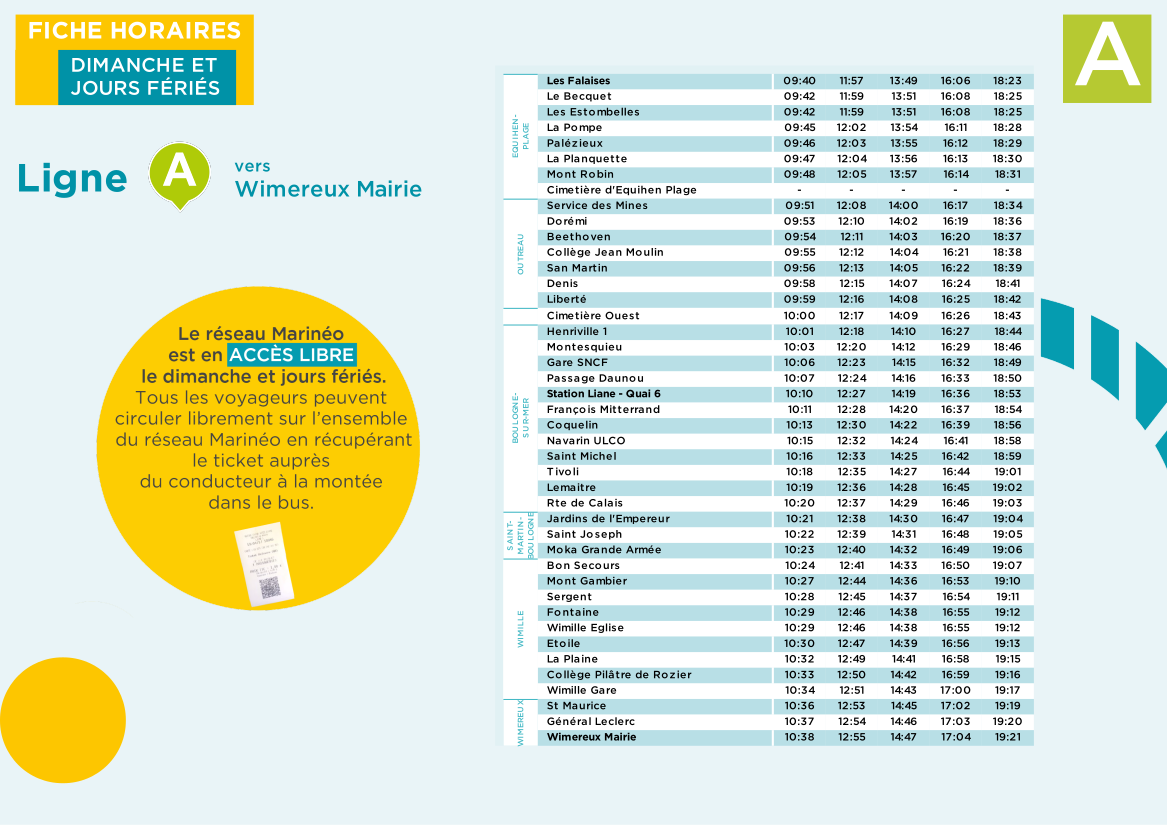 FICHE HORAIRES
DIMANCHE ET
JOURS FÉRIÉS
A
Ligne A vers
Wimereux Mairie
Le réseau Marinéo
est en ACCÈS LIBRE
le dimanche et jours fériés.
Tous les voyageurs peuvent
circuler librement sur l'ensemble
du réseau Marinéo en récupérant
le ticket auprès
du conducteur à la montée
dans le bus.
EQUIHEN-
PLAGE
Les Falaises 09:40 11:57 13:49 16:06 18:23
Le Becquet 09:42 11:59 13:51 16:08 18:25
Les Estombelles 09:42 11:59 13:51 16:08 18:25
La Pompe 09:45 12:02 13:54 16:11 18:28
Palézieux 09:46 12:03 13:55 16:12 18:29
La Planquette 09:47 12:04 13:56 16:13 18:30
Mont Robin 09:48 12:05 13:57 16:14 18:31
Cimetière d'Equihen Plage - - - - -
OUTREAU
Service des Mines 09:51 12:08 14:00 16:17 18:34
Dorémi 09:53 12:10 14:02 16:19 18:36
Beethoven 09:54 12:11 14:03 16:20 18:37
Collège Jean Moulin 09:55 12:12 14:04 16:21 18:38
San Martin 09:56 12:13 14:05 16:22 18:39
Denis 09:58 12:15 14:07 16:24 18:41
Liberté 09:59 12:16 14:08 16:25 18:42
Cimetière Ouest 10:00 12:17 14:09 16:26 18:43
BOULOGNE-
SUR-MER
Henriville 1 10:01 12:18 14:10 16:27 18:44
Montesquieu 10:03 12:20 14:12 16:29 18:46
Gare SNCF 10:06 12:23 14:15 16:32 18:49
Passage Daunou 10:07 12:24 14:16 16:33 18:50
Station Liane - Quai 6 10:10 12:27 14:19 16:36 18:53
François Mitterrand 10:11 12:28 14:20 16:37 18:54
Coquelin 10:13 12:30 14:22 16:39 18:56
Navarin ULCO 10:15 12:32 14:24 16:41 18:58
Saint Michel 10:16 12:33 14:25 16:42 18:59
Tivoli 10:18 12:35 14:27 16:44 19:01
Lemaitre 10:19 12:36 14:28 16:45 19:02
Rte de Calais 10:20 12:37 14:29 16:46 19:03
SAINT-
MARTIN-
BOULOGNE
Jardins de l'Empereur 10:21 12:38 14:30 16:47 19:04
Saint Joseph 10:22 12:39 14:31 16:48 19:05
Moka Grande Armée 10:23 12:40 14:32 16:49 19:06
WIMILLE
Bon Secours 10:24 12:41 14:33 16:50 19:07
Mont Gambier 10:27 12:44 14:36 16:53 19:10
Sergent 10:28 12:45 14:37 16:54 19:11
Fontaine 10:29 12:46 14:38 16:55 19:12
Wimille Eglise 10:29 12:46 14:38 16:55 19:12
Etoile 10:30 12:47 14:39 16:56 19:13
La Plaine 10:32 12:49 14:41 16:58 19:15
Collège Pilâtre de Rozier 10:33 12:50 14:42 16:59 19:16
Wimille Gare 10:34 12:51 14:43 17:00 19:17
WIMEREUX
St Maurice 10:36 12:53 14:45 17:02 19:19
Général Leclerc 10:37 12:54 14:46 17:03 19:20
Wimereux Mairie 10:38 12:55 14:47 17:04 19:21